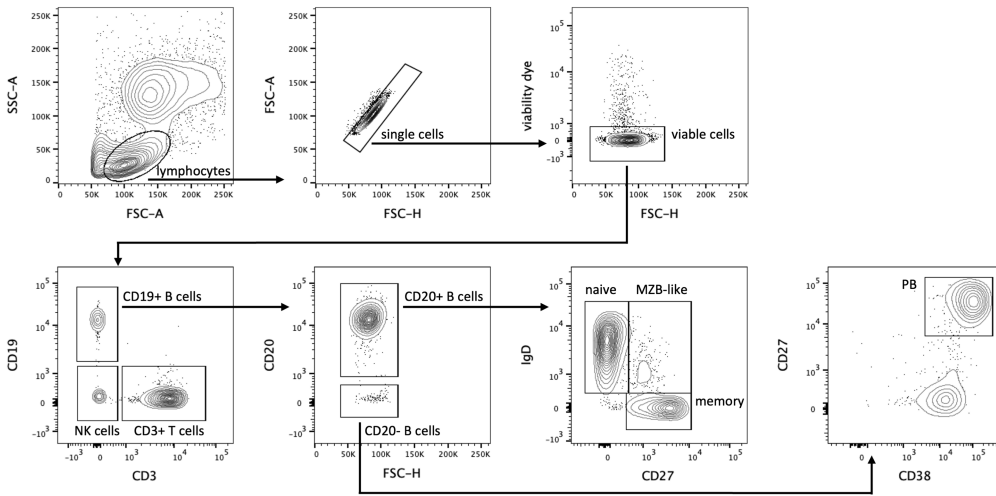 250K
200K
150K
100K
50K
0
SSC-A
lymphocytes
0 50K 100K 150K 200K 250K
FSC-A
250K
200K
150K
100K
50K
0
FSC-A
single cells
0 50K 100K 150K 200K 250K
FSC-H
10^5
10^4
10^3
0
-10^3
viability dye
viable cells
0 50K 100K 150K 200K 250K
FSC-H
10^5
10^4
10^3
0
-10^3
CD19
CD19+ B cells
NK cells CD3+ T cells
-10^3 0 10^3 10^4 10^5
CD3
10^5
10^4
10^3
0
-10^3
CD20
CD20+ B cells
CD20- B cells
0 50K 100K 150K 200K 250K
FSC-H
10^5
10^4
10^3
0
-10^3
IgD
naive MZB-like
memory
0 10^3 10^4 10^5
CD27
10^5
10^4
10^3
0
CD27
PB
0 10^3 10^4 10^5
CD38